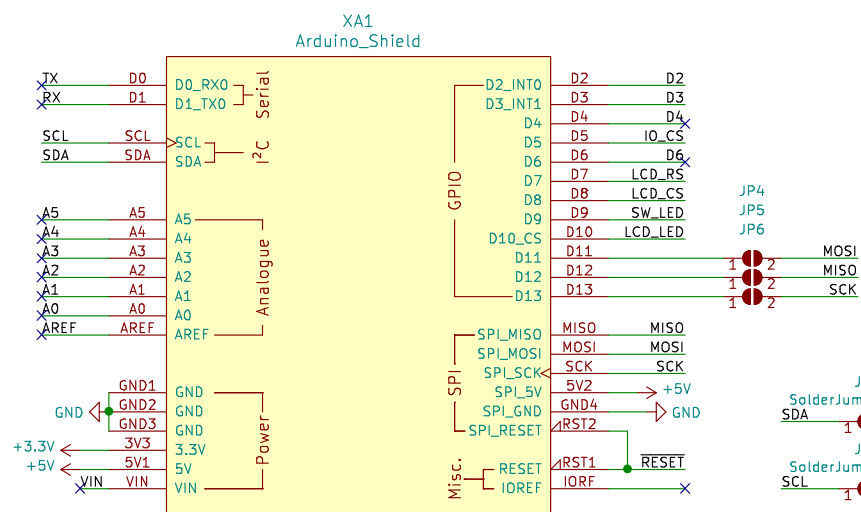 XA1
Arduino_Shield
TX D0 D0_RX0 D2_INT0 D2 D2
RX D1 D1_TX0 Serial D3_INT1 D3 D3
D4 D4 D4
SCL SCL SCL D5 D5 IO_CS
SDA SDA SDA I²C D6 D6 D6
D7 D7 LCD_RS
GPIO D8 D8 LCD_CS JP4
A5 A5 A5 D9 D9 SW_LED JP5
A4 A4 A4 D10_CS D10 LCD_LED JP6
A3 A3 A3 D11 D11 1 2 MOSI
A2 A2 A2 Analogue D12 D12 1 2 MISO
A1 A1 A1 D13 D13 1 2 SCK
A0 A0 A0
AREF AREF AREF SPI_MISO MISO MISO
SPI_MOSI MOSI MOSI
SPI SPI_SCK SCK SCK
GND1 GND SPI_5V 5V2 +5V J
GND GND2 GND SPI_GND GND4 GND SolderJum
GND3 GND SPI_RESET RST2 SDA 1
+3.3V 3V3 3.3V Power J
+5V 5V1 5V Misc. RESET RST1 RESET SolderJum
VIN VIN VIN IOREF IORF SCL 1